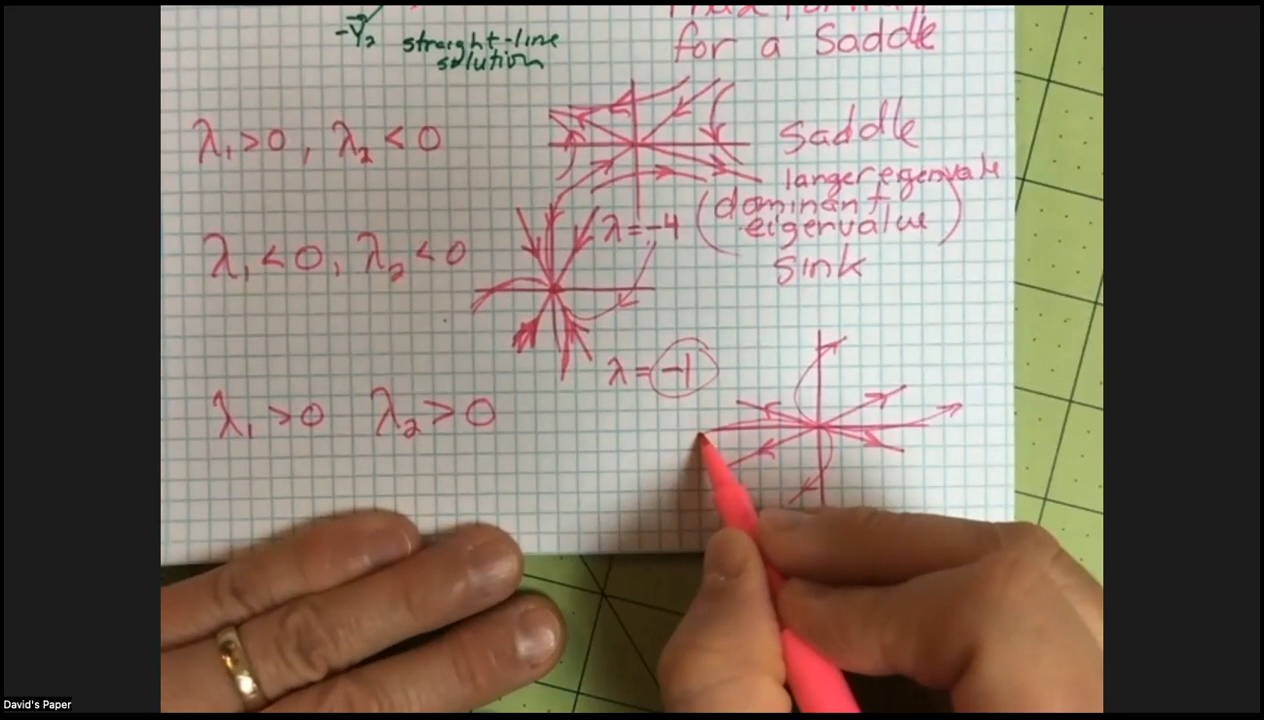 for a Saddle
-Y₂ straight-line
solution
λ₁>0, λ₂<0
Saddle
larger eigenvale
(dominant
eigenvalue)
λ₁<0, λ₂<0
λ=-4
sink
λ=-1
λ₁>0 λ₂>0
David's Paper